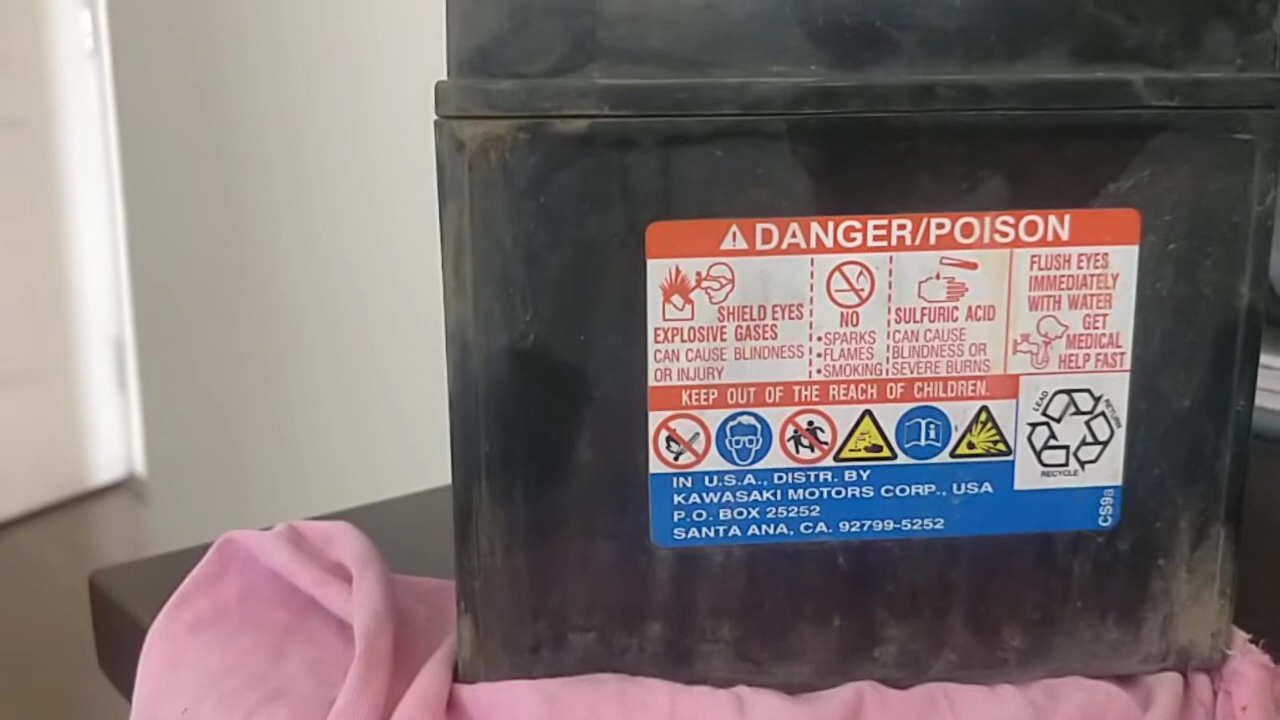 DANGER/POISON
SHIELD EYES
EXPLOSIVE GASES
CAN CAUSE BLINDNESS
OR INJURY
NO
•SPARKS
•FLAMES
•SMOKING
SULFURIC ACID
CAN CAUSE
BLINDNESS OR
SEVERE BURNS
FLUSH EYES
IMMEDIATELY
WITH WATER
GET
MEDICAL
HELP FAST
KEEP OUT OF THE REACH OF CHILDREN.
LEAD
RETURN
RECYCLE
IN U.S.A., DISTR. BY
KAWASAKI MOTORS CORP., USA
P.O. BOX 25252
SANTA ANA, CA. 92799-5252
CS9a